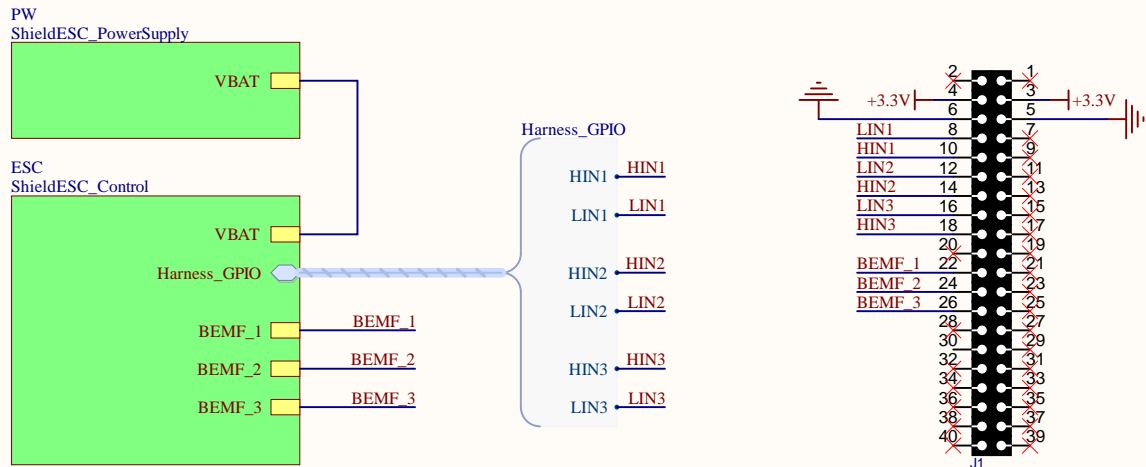 PW
ShieldESC_PowerSupply
VBAT
ESC
ShieldESC_Control
VBAT
Harness_GPIO
BEMF_1
BEMF_1
BEMF_2
BEMF_2
BEMF_3
BEMF_3
Harness_GPIO
HIN1
HIN1
LIN1
LIN1
HIN2
HIN2
LIN2
LIN2
HIN3
HIN3
LIN3
LIN3
2 1
+3.3V 4 3 +3.3V
6 5
LIN1 8 7
HIN1 10 9
LIN2 12 11
HIN2 14 13
LIN3 16 15
HIN3 18 17
20 19
BEMF_1 22 21
BEMF_2 24 23
BEMF_3 26 25
28 27
30 29
32 31
34 33
36 35
38 37
40 39
J1